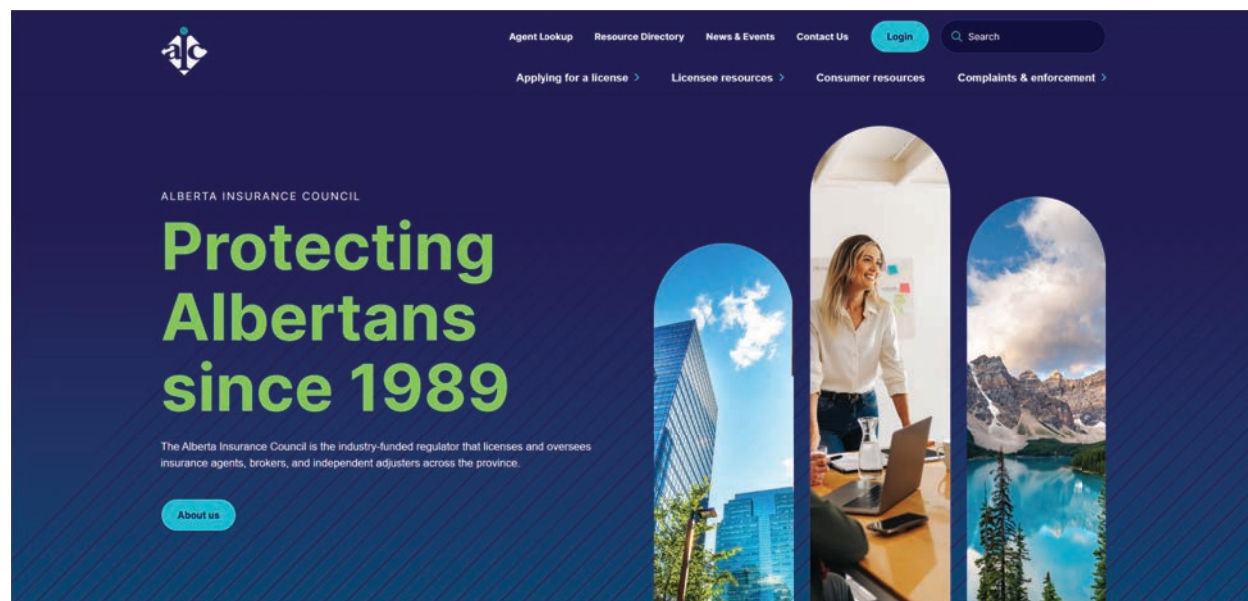 aic
Agent Lookup Resource Directory News & Events Contact Us Login Search
Applying for a license > Licensee resources > Consumer resources Complaints & enforcement >
ALBERTA INSURANCE COUNCIL
Protecting
Albertans
since 1989
The Alberta Insurance Council is the industry-funded regulator that licenses and oversees
insurance agents, brokers, and independent adjusters across the province.
About us